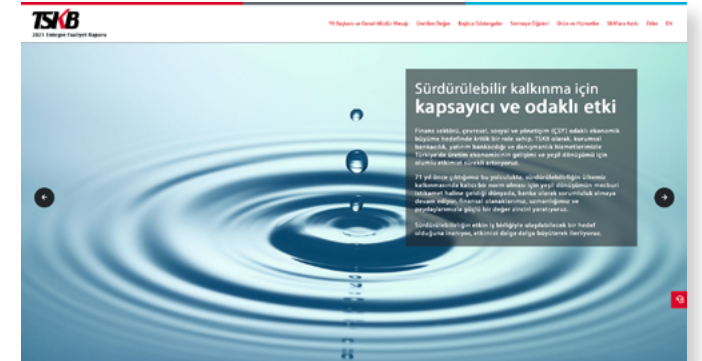 TSKB
2021 Entegre Faaliyet Raporu
YK Başkanı ve Genel Müdür Mesajı Üretilen Değer Başlıca Göstergeler Sermaye Öğeleri Ürün ve Hizmetler SKA'lara Katkı Ekler EN
Sürdürülebilir kalkınma için
kapsayıcı ve odaklı etki
Finans sektörü, çevresel, sosyal ve yönetişim (ÇSY) odaklı ekonomik
büyüme hedefinde kritik bir role sahip. TSKB olarak, kurumsal
bankacılık, yatırım bankacılığı ve danışmanlık hizmetlerimizle
Türkiye'de üretim ekonomisinin gelişimi ve yeşil dönüşümü için
olumlu etkimizi sürekli artırıyoruz.
71 yıl önce çıktığımız bu yolculukta, sürdürülebilirliğin ülkemiz
kalkınmasında kalıcı bir norm olması için yeşil dönüşümün mecburi
istikamet haline geldiği dünyada, banka olarak sorumluluk almaya
devam ediyor, finansal olanaklarımız, uzmanlığımız ve
paydaşlarımızla güçlü bir değer zinciri yaratıyoruz.
Sürdürülebilirliğin etkin iş birliğiyle ulaşılabilecek bir hedef
olduğuna inanıyor, etkimizi dalga dalga büyüterek ilerliyoruz.